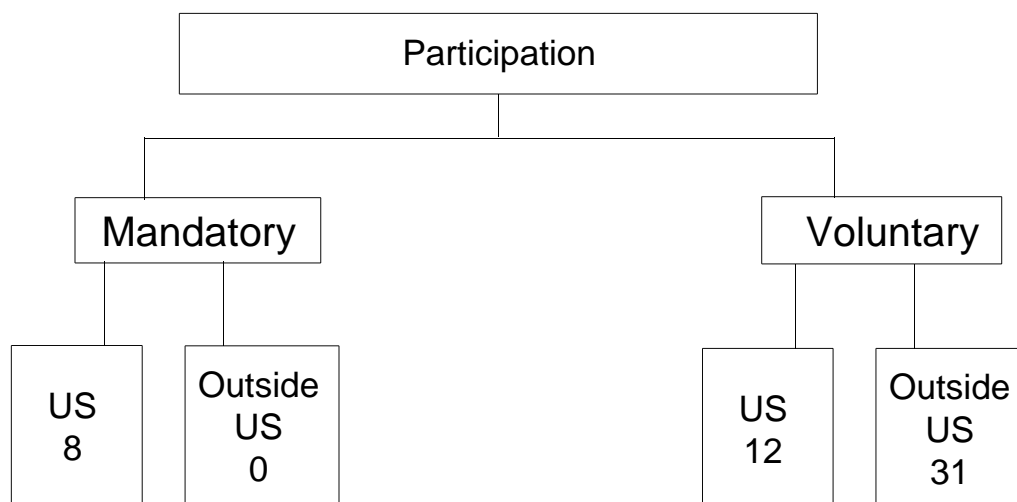 Participation
Mandatory
Voluntary
US
8
Outside
US
0
US
12
Outside
US
31